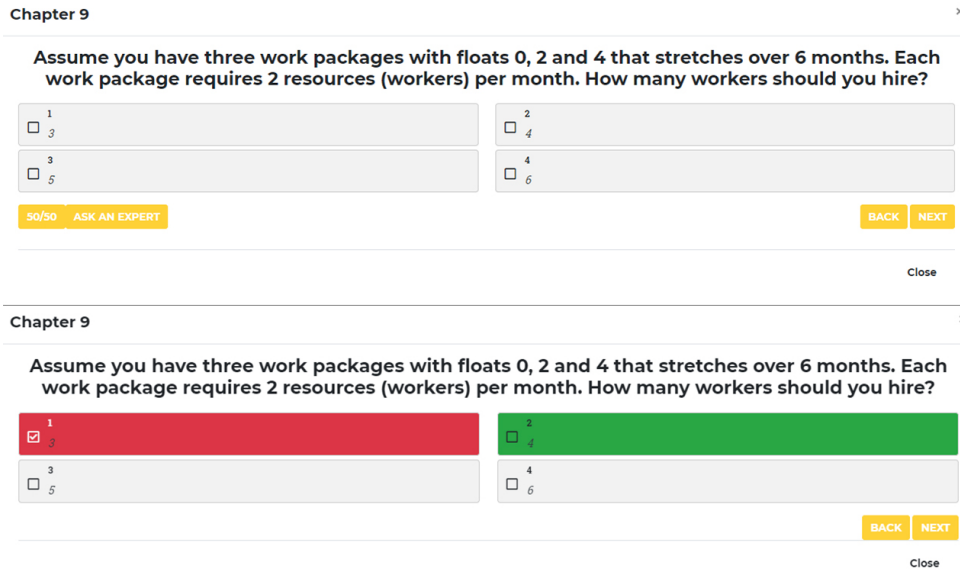 Chapter 9
Assume you have three work packages with floats 0, 2 and 4 that stretches over 6 months. Each
work package requires 2 resources (workers) per month. How many workers should you hire?
1
3
2
4
3
5
4
6
50/50 ASK AN EXPERT
BACK NEXT
Close
Chapter 9
Assume you have three work packages with floats 0, 2 and 4 that stretches over 6 months. Each
work package requires 2 resources (workers) per month. How many workers should you hire?
1
3
2
4
3
5
4
6
BACK NEXT
Close